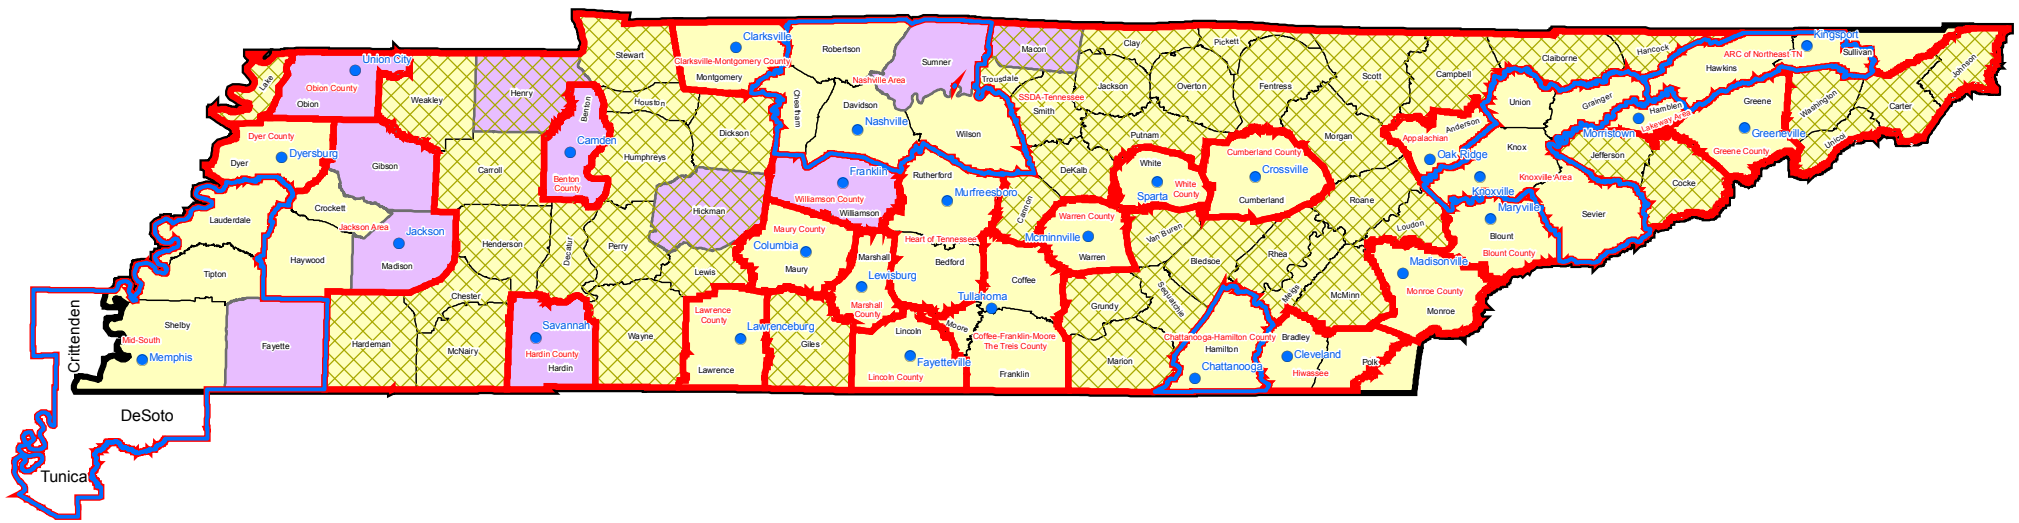 Lake
Union City
Obion County
Obion
Weakley
Henry
Stewart
Clarksville
Clarksville-Montgomery County
Montgomery
Robertson
Sumner
Nashville Area
Macon
Trousdale
Clay
Pickett
SSDA-Tennessee
Smith
Jackson
Overton
Fentress
Scott
Campbell
Claiborne
Hancock
ARC of Northeast TN
Kingsport
Sullivan
Hawkins
Johnson
Carter
Washington
Unicoi
Greene
Greeneville
Greene County
Grainger
Hamblen
Lakeway Area
Morristown
Union
Anderson
Appalachian
Oak Ridge
Knox
Knoxville
Knoxville Area
Jefferson
Cocke
Sevier
Maryville
Blount
Blount County
Dyer County
Dyer
Dyersburg
Gibson
Carroll
Benton
Camden
Benton
County
Houston
Humphreys
Dickson
Cheatham
Davidson
Nashville
Wilson
Putnam
DeKalb
White
White
County
Sparta
Cumberland County
Crossville
Cumberland
Morgan
Roane
Loudon
Lauderdale
Crockett
Jackson Area
Jackson
Madison
Haywood
Tipton
Henderson
Decatur
Perry
Hickman
Franklin
Williamson County
Williamson
Rutherford
Murfreesboro
Cannon
Warren County
Mcminnville
Warren
Van Buren
Bledsoe
Rhea
Meigs
McMinn
Madisonville
Monroe County
Monroe
Maury County
Columbia
Maury
Lewis
Marshall
Lewisburg
Marshall
County
Heart of Tennessee
Bedford
Coffee
Tullahoma
Grundy
Sequatchie
Crittenden
Shelby
Mid-South
Memphis
Fayette
Hardeman
Chester
McNairy
Savannah
Hardin County
Hardin
Wayne
Lawrence
County
Lawrenceburg
Lawrence
Giles
Lincoln
Fayetteville
Lincoln County
Moore
Coffee-Franklin-Moore
The Treis County
Franklin
Marion
Chattanooga-Hamilton County
Hamilton
Chattanooga
Bradley
Cleveland
Hiwassee
Polk
DeSoto
Tunica